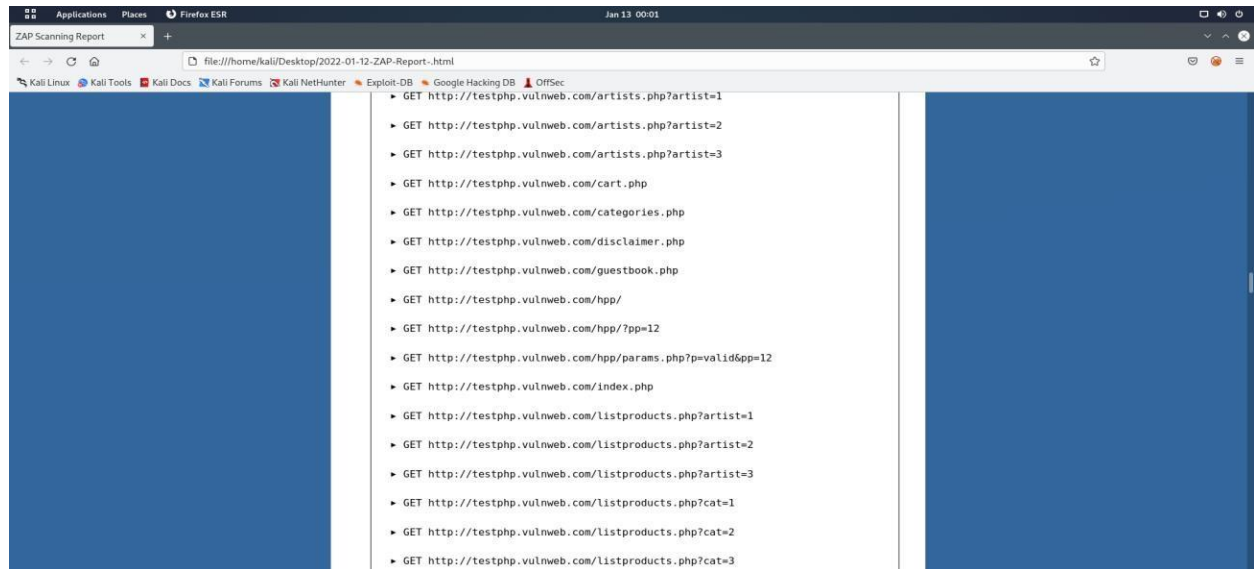 Applications Places Firefox ESR Jan 13 00:01
ZAP Scanning Report
file:///home/kali/Desktop/2022-01-12-ZAP-Report-.html
Kali Linux Kali Tools Kali Docs Kali Forums Kali NetHunter Exploit-DB Google Hacking DB OffSec
GET http://testphp.vulnweb.com/artists.php?artist=1
GET http://testphp.vulnweb.com/artists.php?artist=2
GET http://testphp.vulnweb.com/artists.php?artist=3
GET http://testphp.vulnweb.com/cart.php
GET http://testphp.vulnweb.com/categories.php
GET http://testphp.vulnweb.com/disclaimer.php
GET http://testphp.vulnweb.com/guestbook.php
GET http://testphp.vulnweb.com/hpp/
GET http://testphp.vulnweb.com/hpp/?pp=12
GET http://testphp.vulnweb.com/hpp/params.php?p=valid&pp=12
GET http://testphp.vulnweb.com/index.php
GET http://testphp.vulnweb.com/listproducts.php?artist=1
GET http://testphp.vulnweb.com/listproducts.php?artist=2
GET http://testphp.vulnweb.com/listproducts.php?artist=3
GET http://testphp.vulnweb.com/listproducts.php?cat=1
GET http://testphp.vulnweb.com/listproducts.php?cat=2
GET http://testphp.vulnweb.com/listproducts.php?cat=3